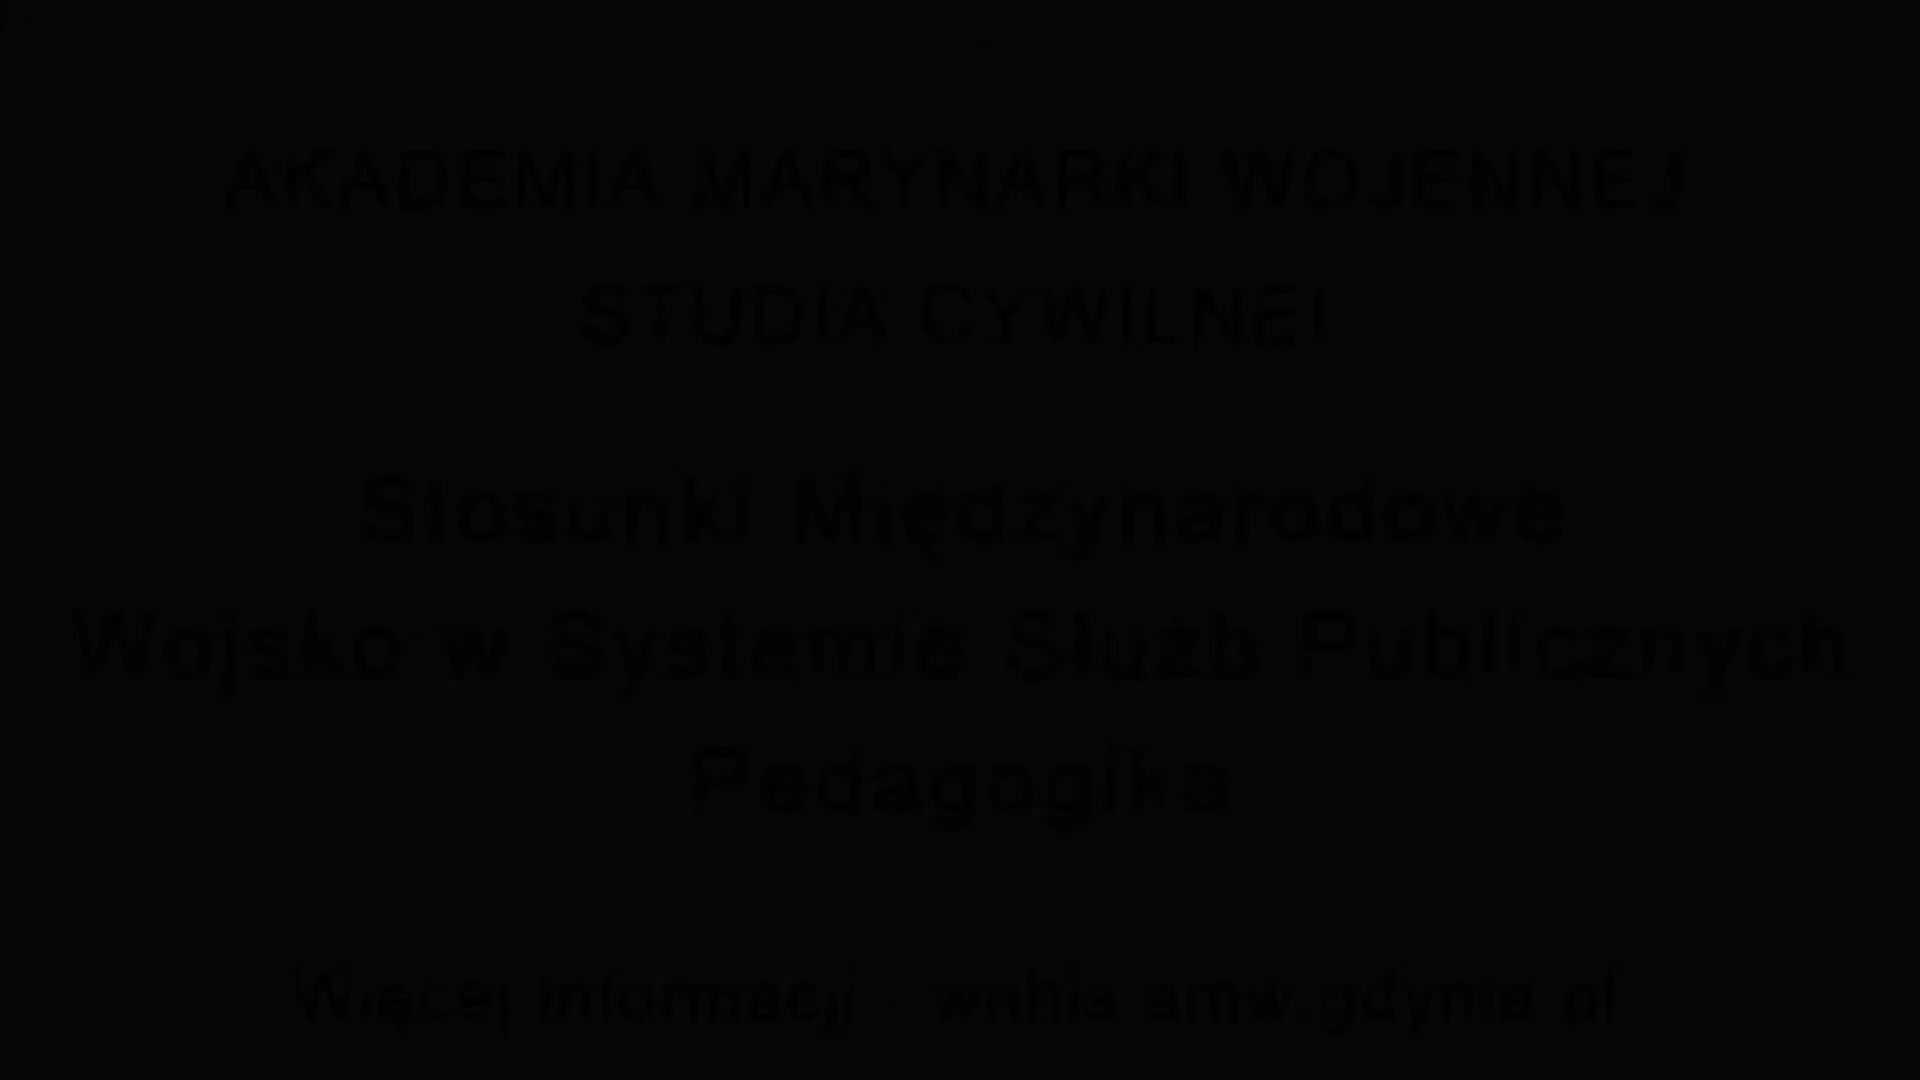 AKADEMIA MARYNARKI WOJENNEJ
STUDIA CYWILNE!
Stosunki Międzynarodowe
Wojsko w Systemie Służb Publicznych
Pedagogika
Więcej informacji - wnhis.amw.gdynia.pl